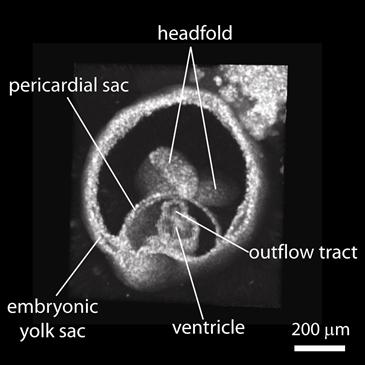 headfold
pericardial sac
outflow tract
embryonic
yolk sac
ventricle
200 μm